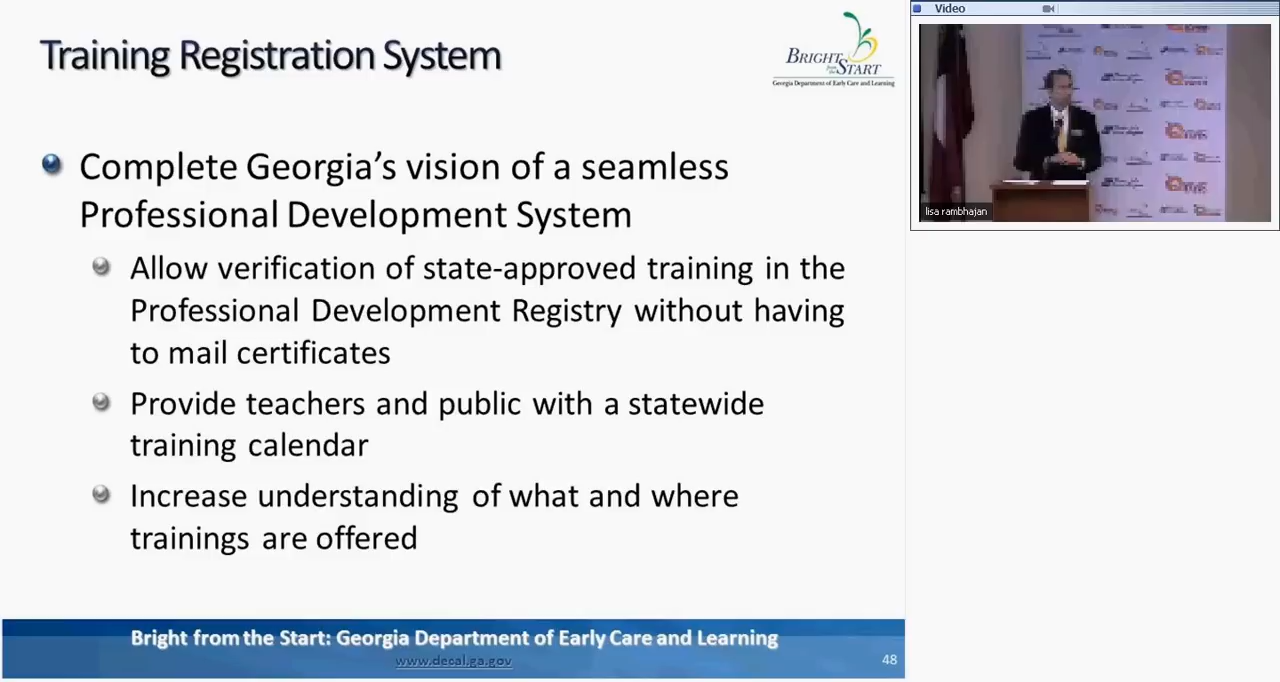 Training Registration System
BRIGHT
from the START
Georgia Department of Early Care and Learning
Complete Georgia’s vision of a seamless
Professional Development System
Allow verification of state-approved training in the
Professional Development Registry without having
to mail certificates
Provide teachers and public with a statewide
training calendar
Increase understanding of what and where
trainings are offered
Bright from the Start: Georgia Department of Early Care and Learning
www.decal.ga.gov
48
Video
lisa rambhajan